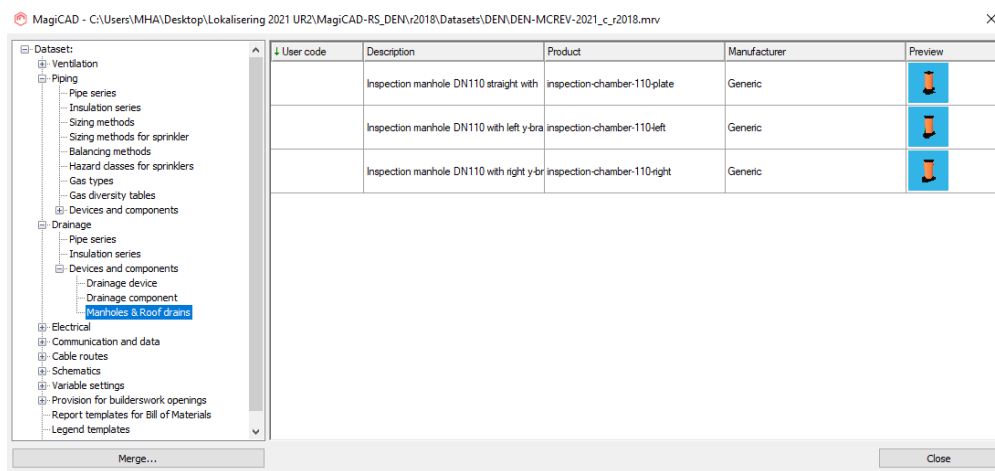 MagiCAD - C:\Users\MHA\Desktop\Lokalisering 2021 UR2\MagiCAD-RS_DEN\r2018\Datasets\DEN\DEN-MCREV-2021_c_r2018.mrv
Dataset:
Ventilation
Piping
Pipe series
Insulation series
Sizing methods
Sizing methods for sprinkler
Balancing methods
Hazard classes for sprinklers
Gas types
Gas diversity tables
Devices and components
Drainage
Pipe series
Insulation series
Devices and components
Drainage device
Drainage component
Manholes & Roof drains
Electrical
Communication and data
Cable routes
Schematics
Variable settings
Provision for builderswork openings
Report templates for Bill of Materials
Legend templates
User code Description Product Manufacturer Preview
Inspection manhole DN110 straight with inspection-chamber-110-plate Generic
Inspection manhole DN110 with left y-bra inspection-chamber-110-left Generic
Inspection manhole DN110 with right y-br inspection-chamber-110-right Generic
Merge... Close